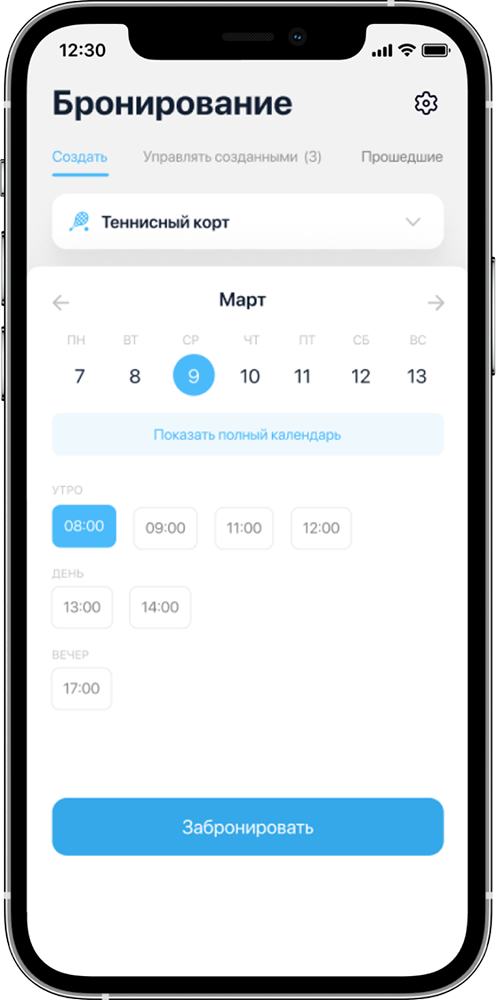 12:30
Бронирование
Создать Управлять созданными (3) Прошедшие
Теннисный корт
Март
ПН ВТ СР ЧТ ПТ СБ ВС
7 8 9 10 11 12 13
Показать полный календарь
УТРО
08:00 09:00 11:00 12:00
ДЕНЬ
13:00 14:00
ВЕЧЕР
17:00
Забронировать